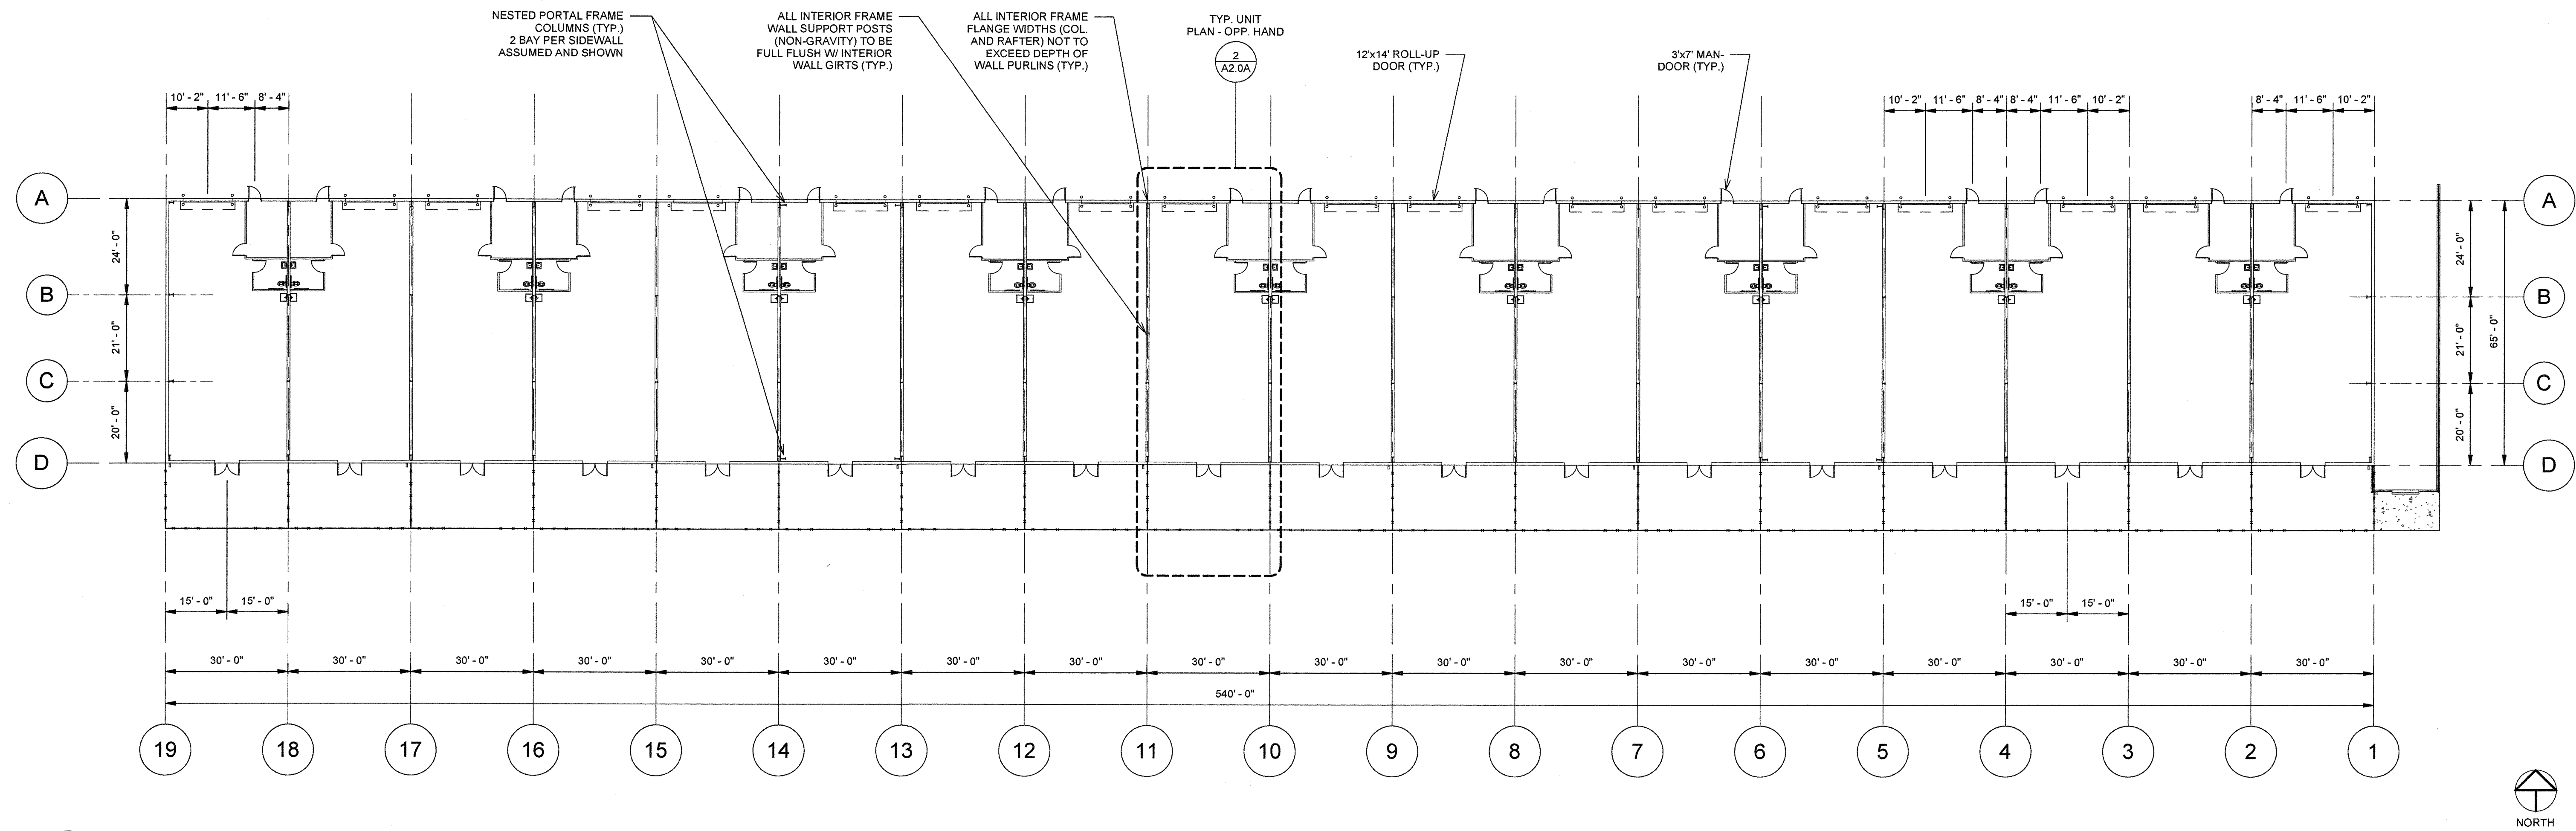 NESTED PORTAL FRAME
COLUMNS (TYP.)
2 BAY PER SIDEWALL
ASSUMED AND SHOWN
ALL INTERIOR FRAME
WALL SUPPORT POSTS
(NON-GRAVITY) TO BE
FULL FLUSH W/ INTERIOR
WALL GIRTS (TYP.)
ALL INTERIOR FRAME
FLANGE WIDTHS (COL.
AND RAFTER) NOT TO
EXCEED DEPTH OF
WALL PURLINS (TYP.)
TYP. UNIT
PLAN - OPP. HAND
2
A2.0A
12'x14' ROLL-UP
DOOR (TYP.)
3'x7' MAN-
DOOR (TYP.)
10' - 2" 11' - 6" 8' - 4"
10' - 2" 11' - 6" 8' - 4" 8' - 4" 11' - 6" 10' - 2"
8' - 4" 11' - 6" 10' - 2"
A
B
C
D
24' - 0"
21' - 0"
20' - 0"
A
B
C
D
24' - 0"
21' - 0"
20' - 0"
65' - 0"
15' - 0" 15' - 0"
15' - 0" 15' - 0"
30' - 0" 30' - 0" 30' - 0" 30' - 0" 30' - 0" 30' - 0" 30' - 0" 30' - 0" 30' - 0" 30' - 0" 30' - 0" 30' - 0" 30' - 0" 30' - 0" 30' - 0" 30' - 0" 30' - 0" 30' - 0"
540' - 0"
19 18 17 16 15 14 13 12 11 10 9 8 7 6 5 4 3 2 1
NORTH